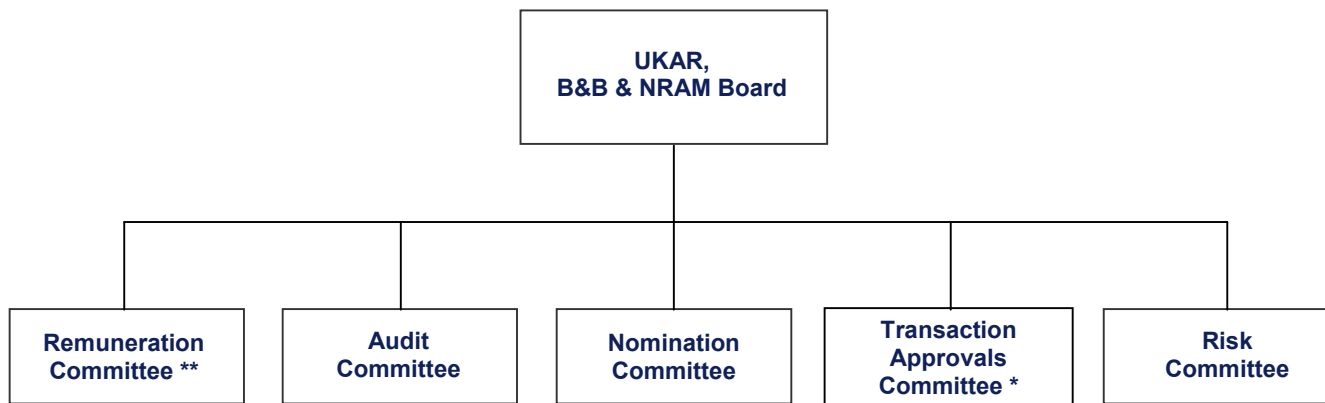 UKAR,
B&B & NRAM Board
Remuneration
Committee **
Audit
Committee
Nomination
Committee
Transaction
Approvals
Committee *
Risk
Committee